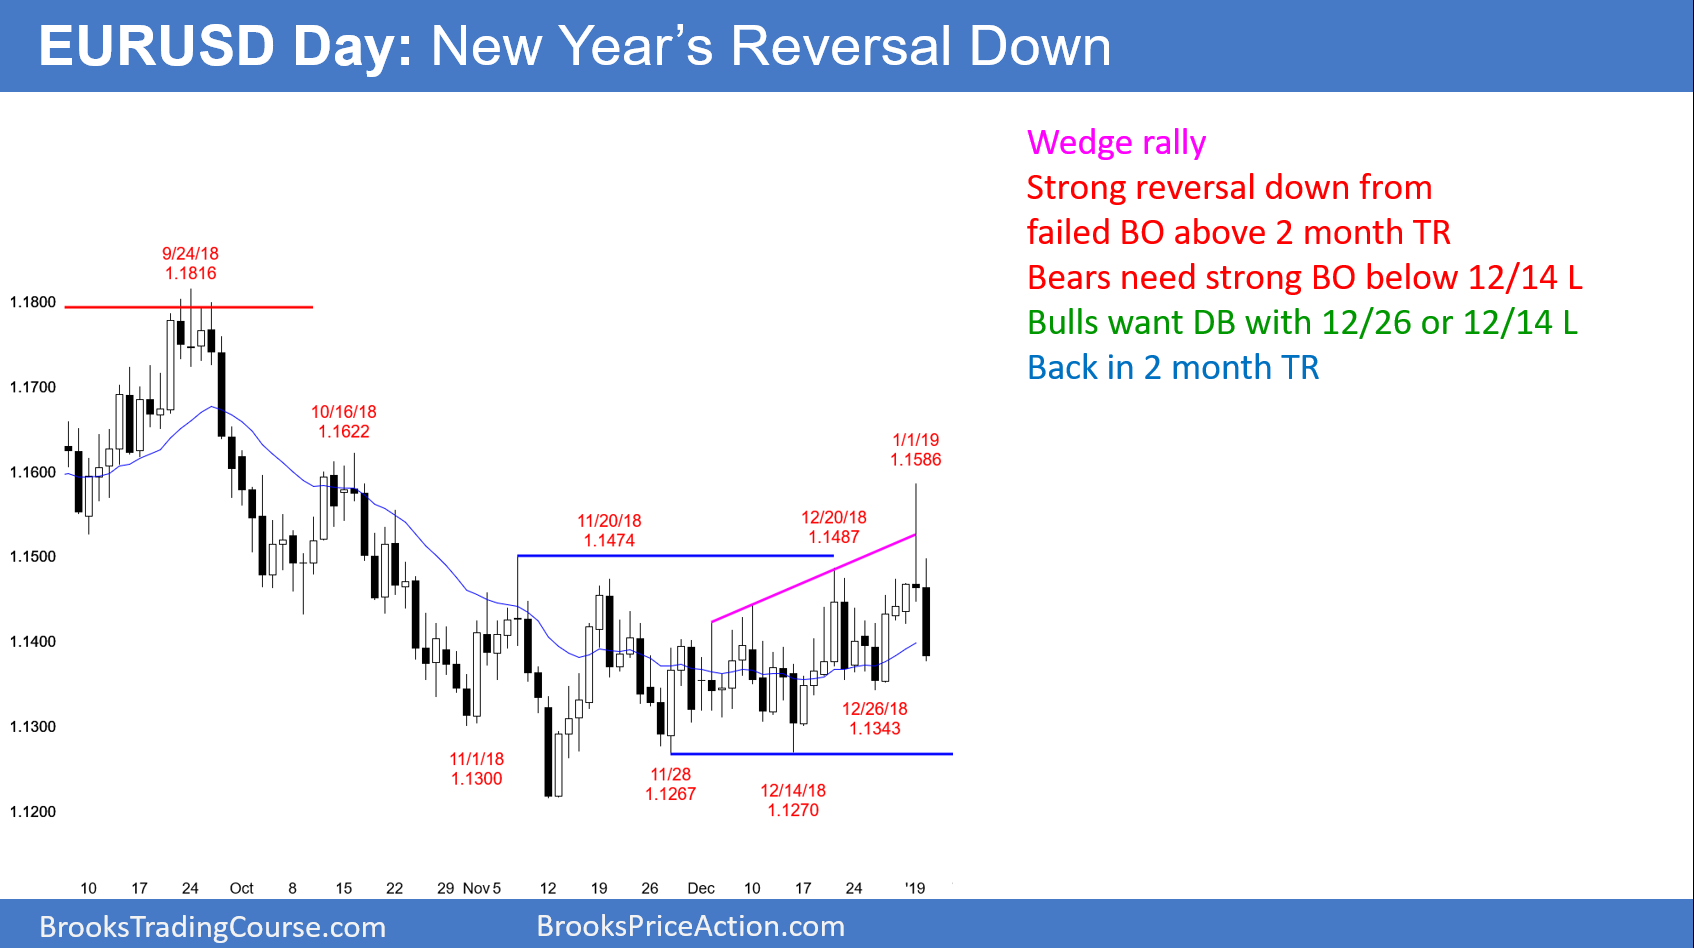 EURUSD Day: New Year’s Reversal Down
Wedge rally
Strong reversal down from
failed BO above 2 month TR
Bears need strong BO below 12/14 L
Bulls want DB with 12/26 or 12/14 L
Back in 2 month TR
9/24/18
1.1816
10/16/18
1.1622
1/1/19
1.1586
11/20/18
1.1474
12/20/18
1.1487
12/26/18
1.1343
11/1/18
1.1300
11/28
1.1267
12/14/18
1.1270
1.1800
1.1700
1.1600
1.1500
1.1400
1.1300
1.1200
10 17 24 Oct 8 15 22 29 Nov 5 12 19 26 Dec 10 17 24 '19
BrooksTradingCourse.com
BrooksPriceAction.com